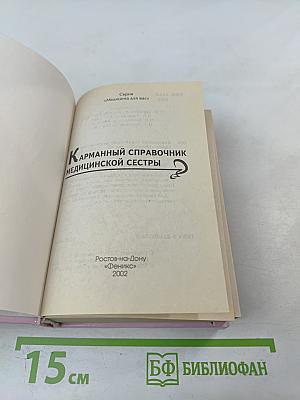 Серия
«Медицина для вас»
КАРМАННЫЙ СПРАВОЧНИК
МЕДИЦИНСКОЙ СЕСТРЫ
Ростов-на-Дону
«Феникс»
2002
15 см
БФ БИБЛИОФАН